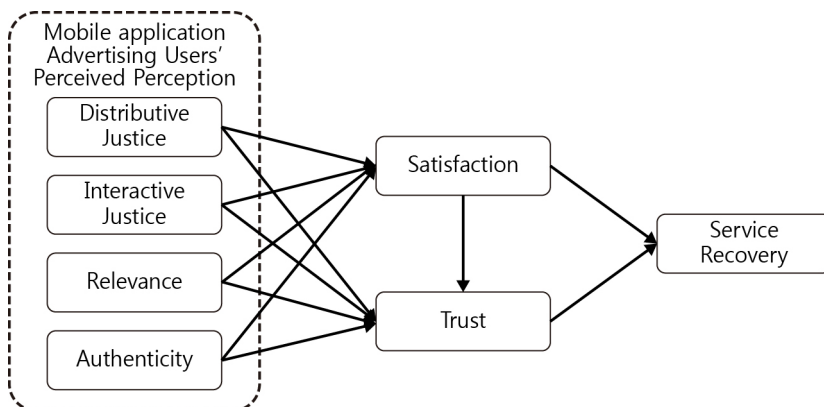 Mobile application
Advertising Users'
Perceived Perception
Distributive
Justice
Interactive
Justice
Relevance
Authenticity
Satisfaction
Trust
Service
Recovery